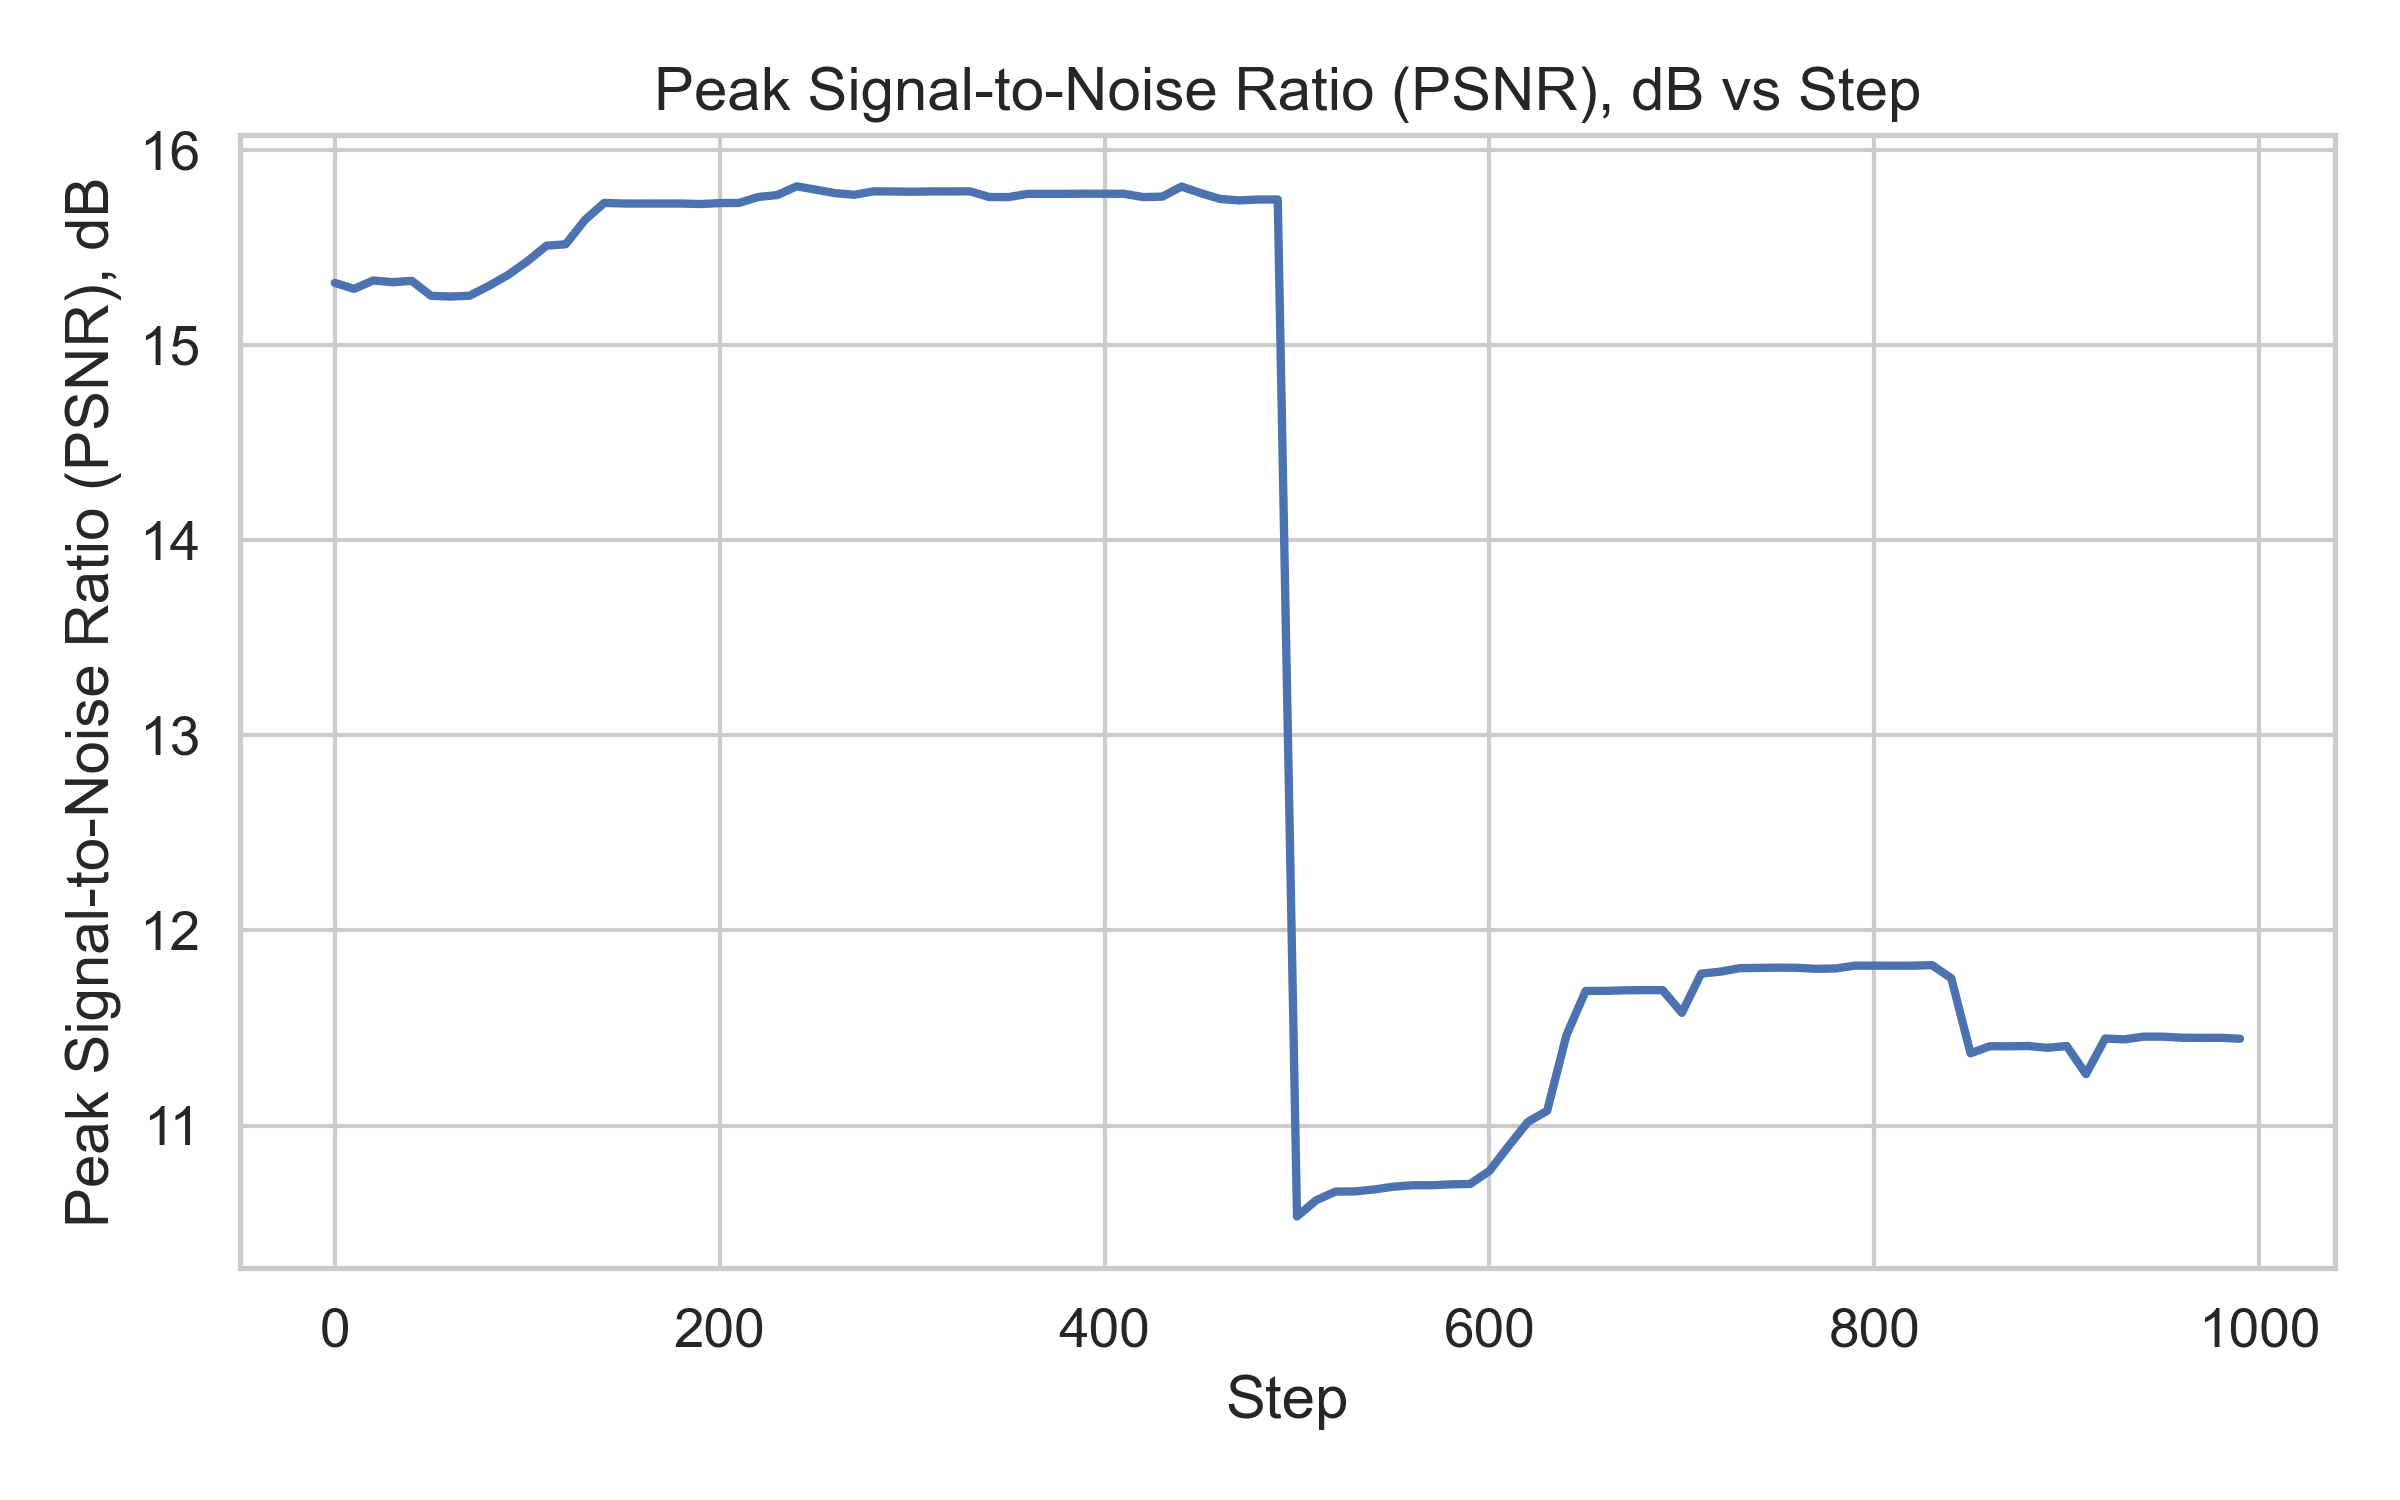 Peak Signal-to-Noise Ratio (PSNR), dB vs Step
Peak Signal-to-Noise Ratio (PSNR), dB
16
15
14
13
12
11
0 200 400 600 800 1000
Step